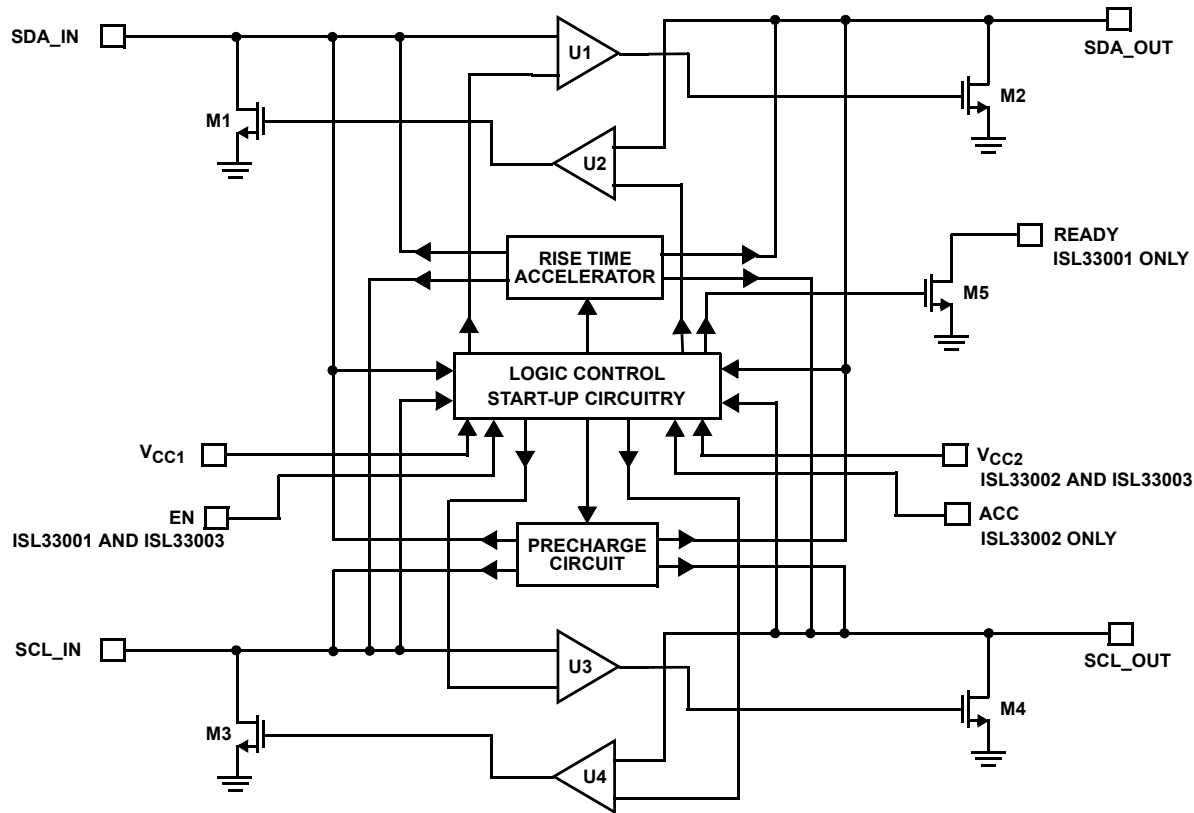 SDA_IN
U1
SDA_OUT
M1
M2
U2
RISE TIME
ACCELERATOR
READY
ISL33001 ONLY
M5
LOGIC CONTROL
START-UP CIRCUITRY
VCC1
VCC2
ISL33002 AND ISL33003
EN
ISL33001 AND ISL33003
ACC
ISL33002 ONLY
PRECHARGE
CIRCUIT
SCL_IN
U3
SCL_OUT
M3
M4
U4